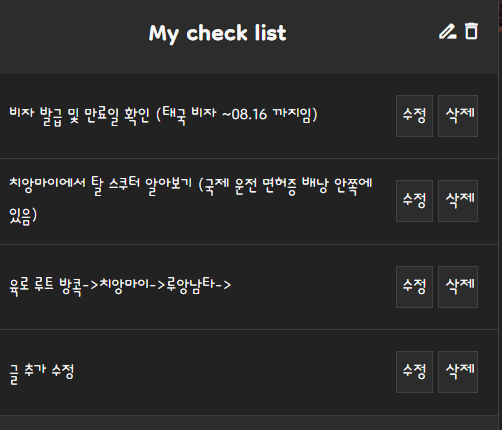 My check list
비자 발급 및 만료일 확인 (태국 비자 ~08.16 까지임)
수정 삭제
치앙마이에서 탈 스쿠터 알아보기 (국제 운전 면허증 배낭 안쪽에
있음)
수정 삭제
육로 루트 방콕->치앙마이->루앙남타->
수정 삭제
글 추가 수정
수정 삭제